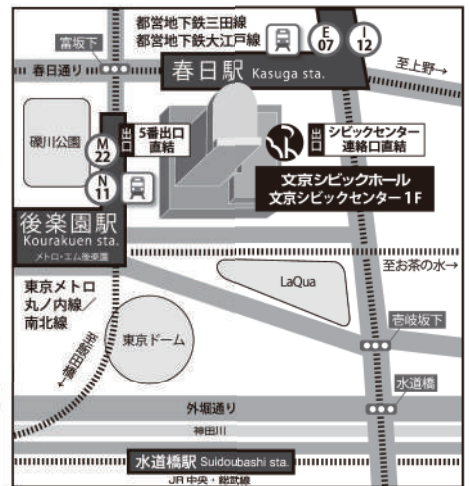 都営地下鉄三田線
都営地下鉄大江戸線
E
07
I
12
富坂下
春日通り
春日駅 Kasuga sta.
至上野→
礫川公園
M
22
出口
5番出口
直結
出口
シビックセンター
連絡口直結
N
11
文京シビックホール
文京シビックセンター1F
後楽園駅
Kourakuen sta.
メトロ・エム後楽園
至お茶の水→
東京メトロ
丸ノ内線/
南北線
LaQua
至飯田橋→
東京ドーム
壱岐坂下
水道橋
外堀通り
神田川
水道橋駅 Suidoubashi sta.
JR 中央・総武線